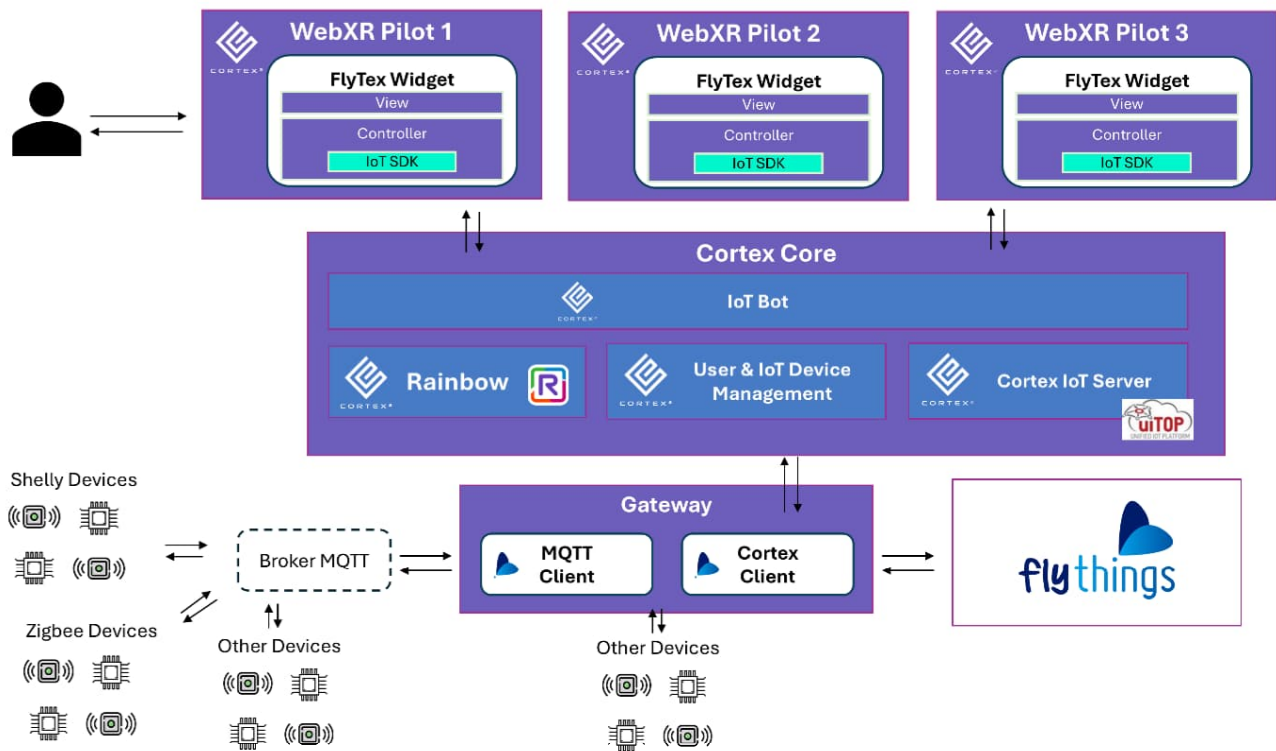 WebXR Pilot 1
CORTEX®
FlyTex Widget
View
Controller
IoT SDK
WebXR Pilot 2
CORTEX®
FlyTex Widget
View
Controller
IoT SDK
WebXR Pilot 3
CORTEX®
FlyTex Widget
View
Controller
IoT SDK
Cortex Core
CORTEX®
IoT Bot
CORTEX®
Rainbow
R
CORTEX®
User & IoT Device
Management
CORTEX®
Cortex IoT Server
uiTOP
UNIFIED IOT PLATFORM
Shelly Devices
Broker MQTT
Gateway
MQTT
Client
Cortex
Client
flythings
Zigbee Devices
Other Devices
Other Devices